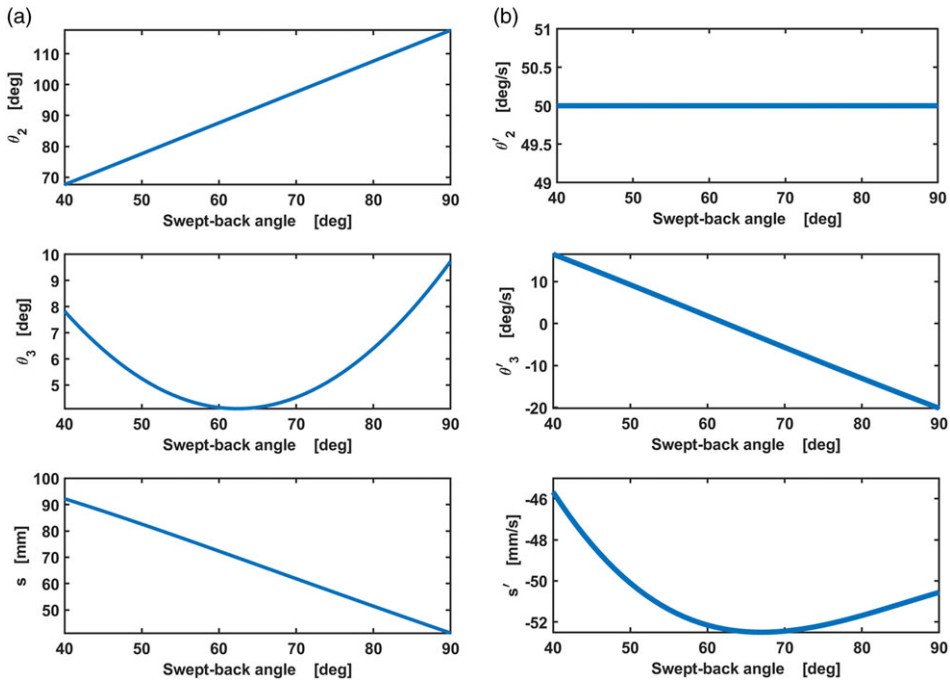 (a)
110
100
90
80
70
θ2 [deg]
40 50 60 70 80 90
Swept-back angle [deg]
10
9
8
7
6
5
θ3 [deg]
40 50 60 70 80 90
Swept-back angle [deg]
100
90
80
70
60
50
s [mm]
40 50 60 70 80 90
Swept-back angle [deg]
(b)
51
50.5
50
49.5
49
θ′2 [deg/s]
40 50 60 70 80 90
Swept-back angle [deg]
10
0
-10
-20
θ′3 [deg/s]
40 50 60 70 80 90
Swept-back angle [deg]
-46
-48
-50
-52
s′ [mm/s]
40 50 60 70 80 90
Swept-back angle [deg]